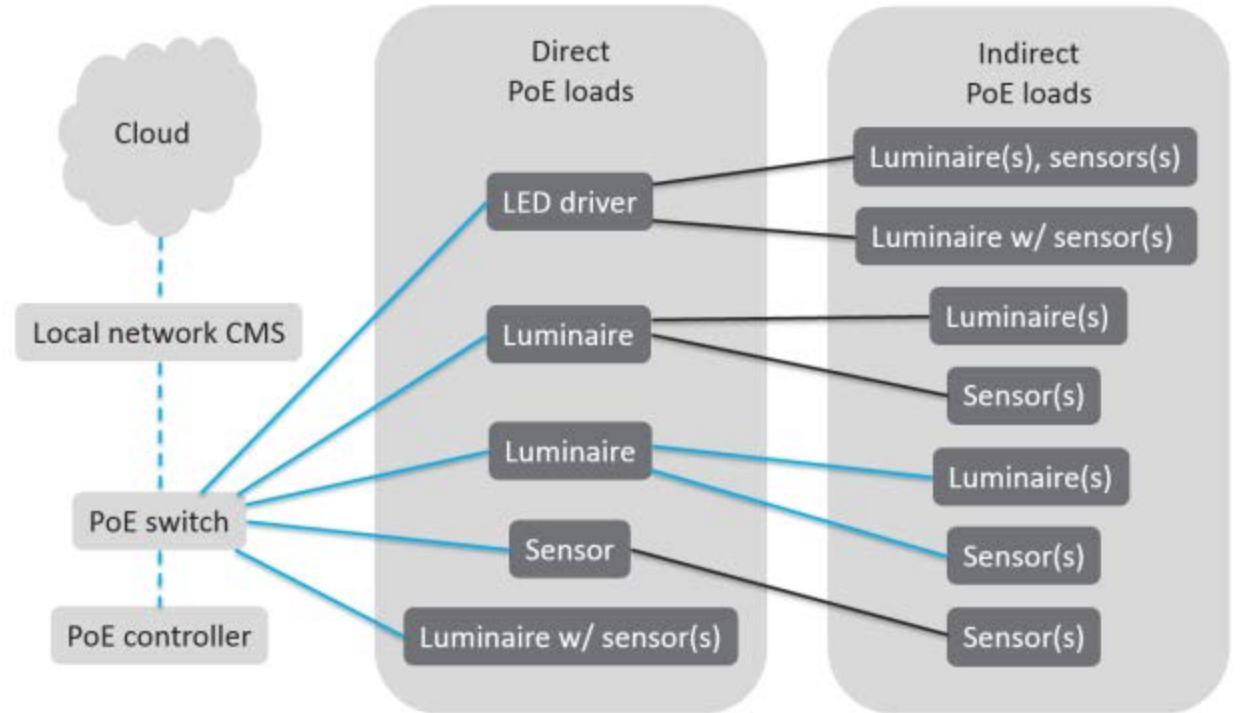 Cloud
Local network CMS
PoE switch
PoE controller
Direct
PoE loads
LED driver
Luminaire
Luminaire
Sensor
Luminaire w/ sensor(s)
Indirect
PoE loads
Luminaire(s), sensors(s)
Luminaire w/ sensor(s)
Luminaire(s)
Sensor(s)
Luminaire(s)
Sensor(s)
Sensor(s)